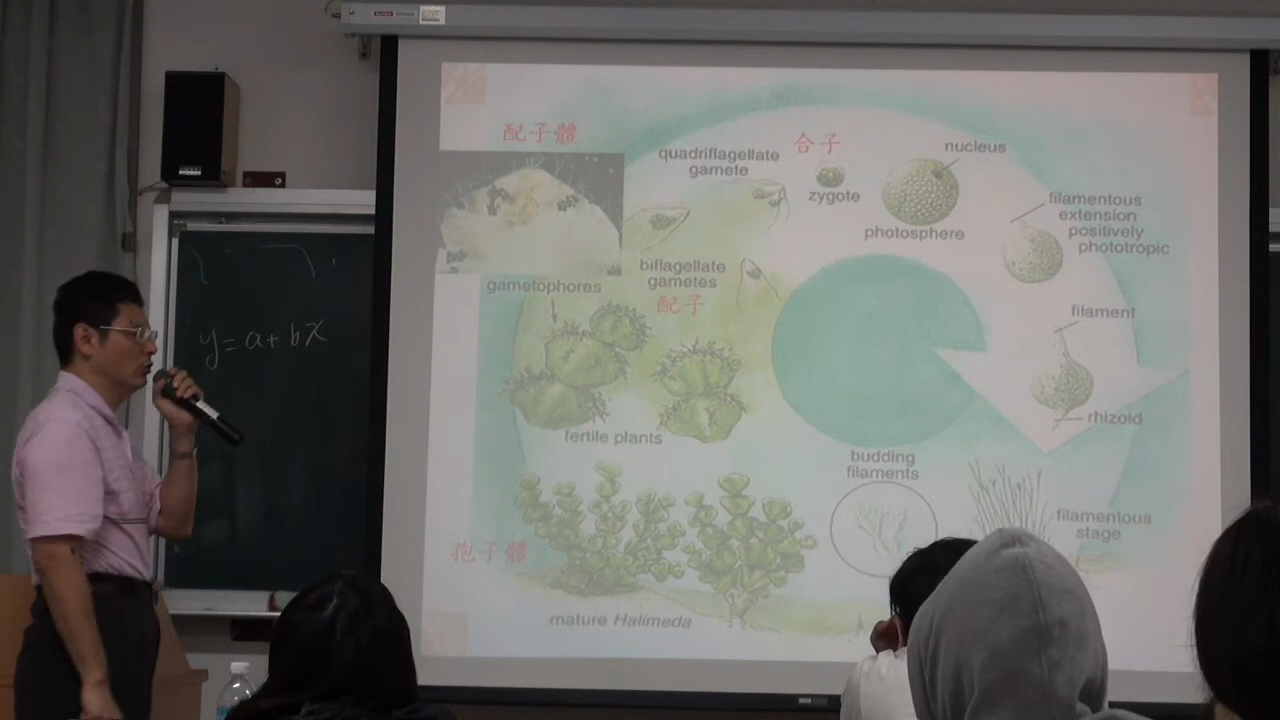 y=a+bx
配子體
quadriflagellate
gamete
合子
zygote
nucleus
photosphere
filamentous
extension
positively
phototropic
gametophores
biflagellate
gametes
配子
filament
rhizoid
fertile plants
budding
filaments
filamentous
stage
孢子體
mature Halimeda